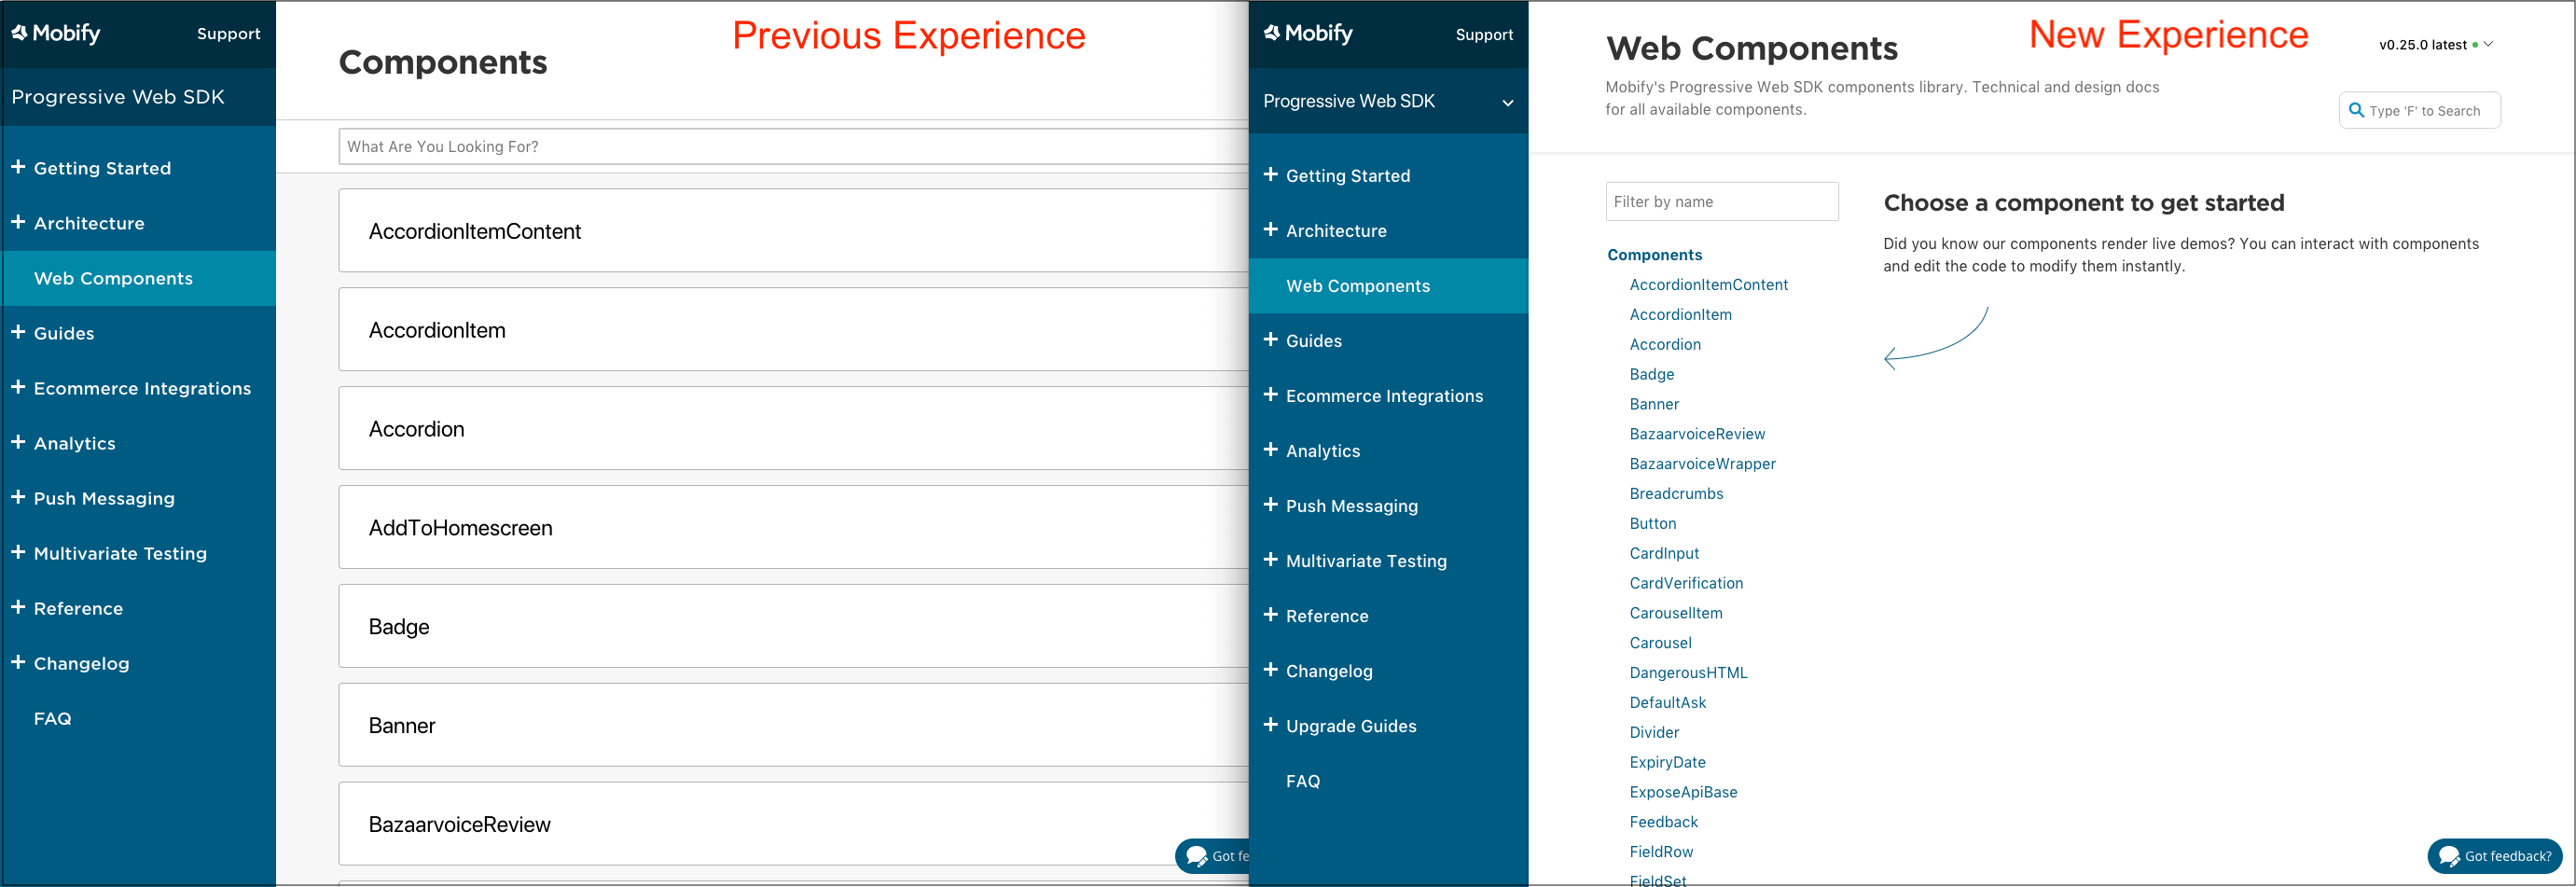 Mobify
Support
Progressive Web SDK
Getting Started
Architecture
Web Components
Guides
Ecommerce Integrations
Analytics
Push Messaging
Multivariate Testing
Reference
Changelog
FAQ
Components
Previous Experience
What Are You Looking For?
AccordionItemContent
AccordionItem
Accordion
AddToHomescreen
Badge
Banner
BazaarvoiceReview
Got fe
Mobify
Support
Progressive Web SDK
Getting Started
Architecture
Web Components
Guides
Ecommerce Integrations
Analytics
Push Messaging
Multivariate Testing
Reference
Changelog
Upgrade Guides
FAQ
Web Components
New Experience
v0.25.0 latest
Mobify's Progressive Web SDK components library. Technical and design docs
for all available components.
Type 'F' to Search
Filter by name
Components
AccordionItemContent
AccordionItem
Accordion
Badge
Banner
BazaarvoiceReview
BazaarvoiceWrapper
Breadcrumbs
Button
CardInput
CardVerification
CarouselItem
Carousel
DangerousHTML
DefaultAsk
Divider
ExpiryDate
ExposeApiBase
Feedback
FieldRow
FieldSet
Choose a component to get started
Did you know our components render live demos? You can interact with components
and edit the code to modify them instantly.
Got feedback?